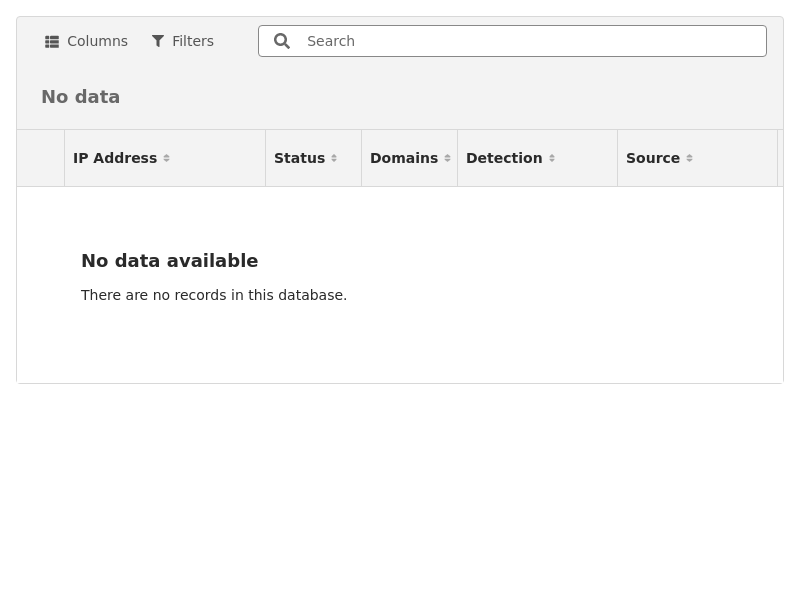 Columns Filters Search
No data
IP Address Status Domains Detection Source
No data available
There are no records in this database.